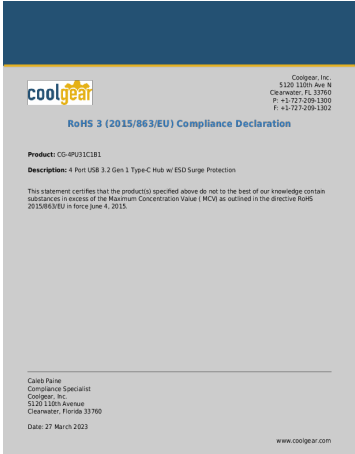 coolgear
Coolgear, Inc.
5120 110th Ave N
Clearwater, FL 33760
P: +1-727-209-1300
F: +1-727-209-1302
RoHS 3 (2015/863/EU) Compliance Declaration
Product: CG-4PU31C1B1
Description: 4 Port USB 3.2 Gen 1 Type-C Hub w/ ESD Surge Protection
This statement certifies that the product(s) specified above do not to the best of our knowledge contain
substances in excess of the Maximum Concentration Value ( MCV) as outlined in the directive RoHS
2015/863/EU in force June 4, 2015.
Caleb Paine
Compliance Specialist
Coolgear, Inc.
5120 110th Avenue
Clearwater, Florida 33760
Date: 27 March 2023
www.coolgear.com